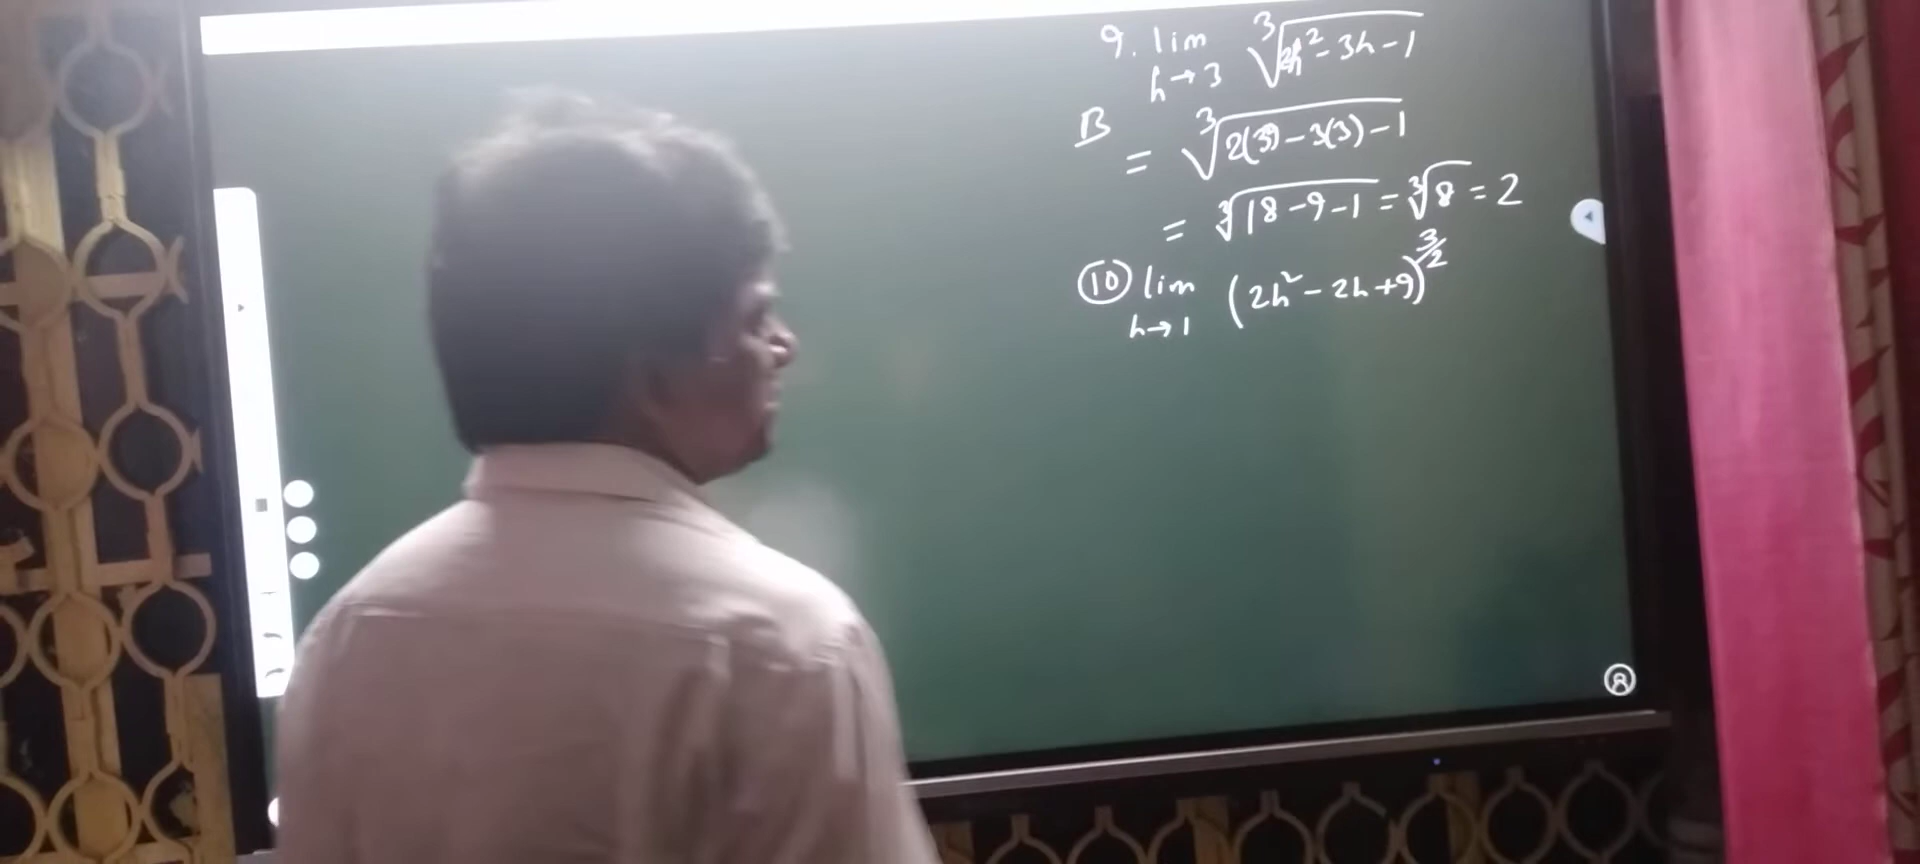 9. lim ∛(2h² - 3h - 1)
h→3
B
= ∛(2(3²) - 3(3) - 1)
= ∛(18 - 9 - 1) = ∛8 = 2
⑩ lim (2h² - 2h + 9)^(3/2)
h→1